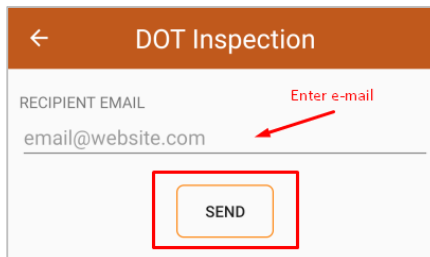 DOT Inspection
RECIPIENT EMAIL
Enter e-mail
email@website.com
SEND